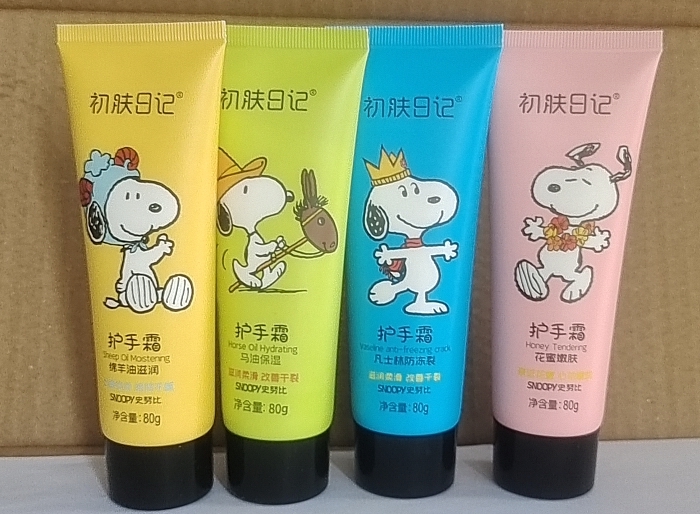 初肤日记®
护手霜
Sheep Oil Moistening
绵羊油滋润
SNOOPY史努比
净含量:80g
初肤日记®
护手霜
Horse Oil Hydrating
马油保湿
滋润柔滑 改善干裂
SNOOPY史努比
净含量:80g
初肤日记®
护手霜
Vaseline anti-freezing crack
凡士林防冻裂
滋润柔滑 改善干裂
SNOOPY史努比
净含量:80g
初肤日记®
护手霜
Honey Tendering
花蜜嫩肤
SNOOPY史努比
净含量:80g